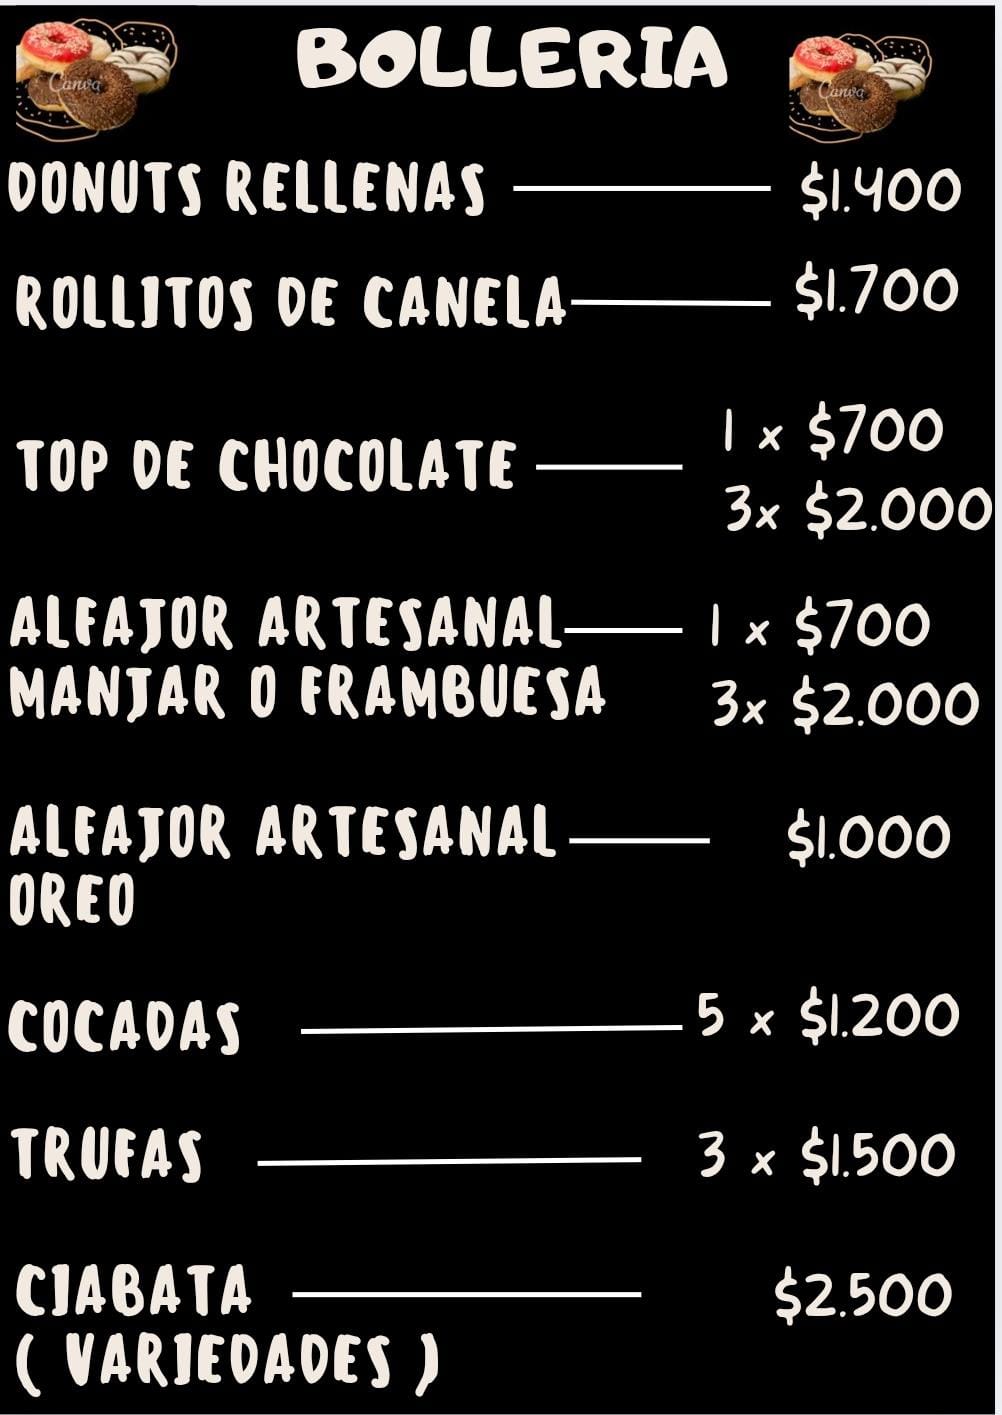 BOLLERIA
Canva
Canva
DONUTS RELLENAS $1.400
ROLLITOS DE CANELA $1.700
TOP DE CHOCOLATE 1 x $700
3x $2.000
ALFAJOR ARTESANAL 1 x $700
MANJAR O FRAMBUESA 3x $2.000
ALFAJOR ARTESANAL $1.000
OREO
COCADAS 5 x $1.200
TRUFAS 3 x $1.500
CIABATA $2.500
( VARIEDADES )